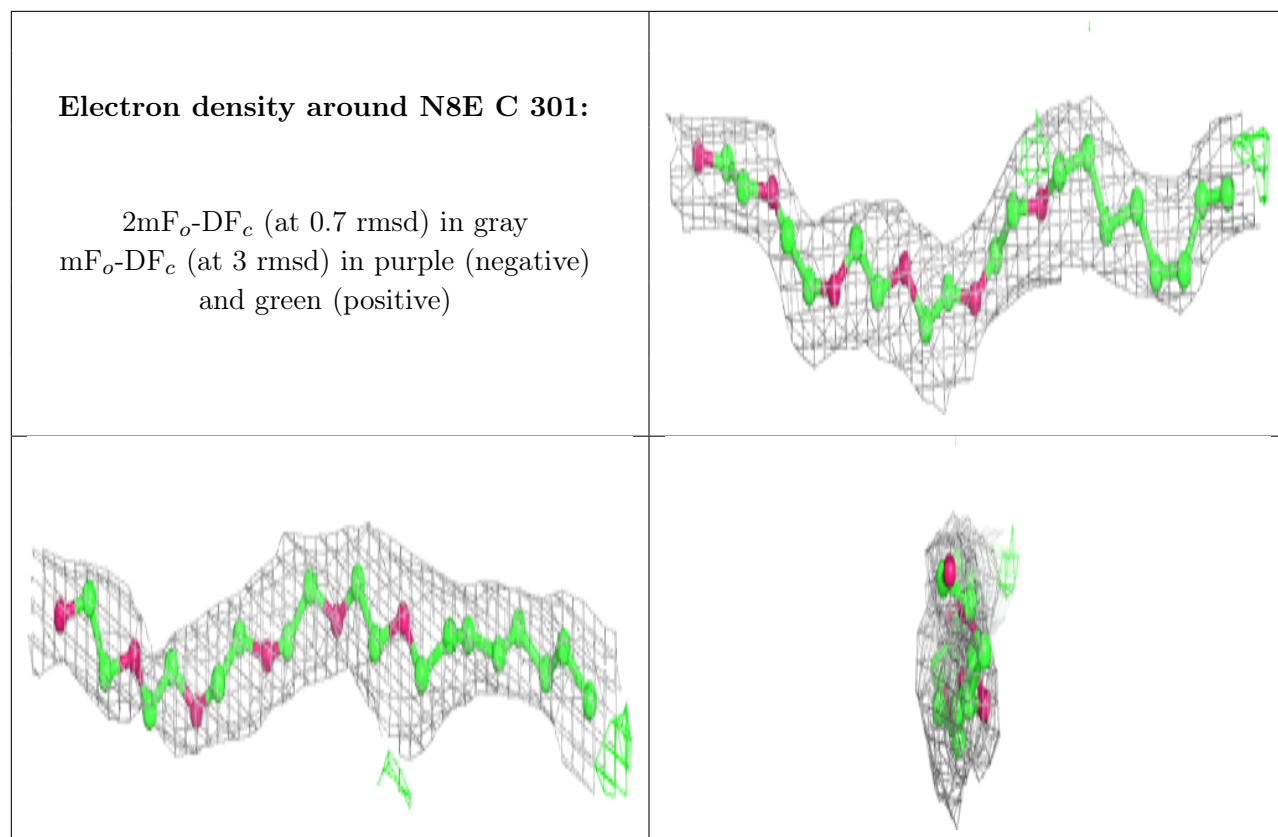 Electron density around N8E C 301:
2mFo-DFc (at 0.7 rmsd) in gray
mFo-DFc (at 3 rmsd) in purple (negative)
and green (positive)